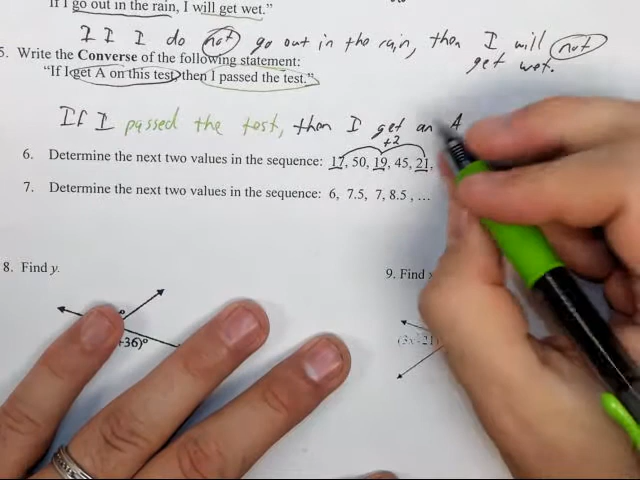 If I go out in the rain, I will get wet."
If I do not go out in the rain, then I will not
get wet.
5. Write the Converse of the following statement:
"If I get A on this test, then I passed the test."
If I passed the test, then I get an A
+2
6. Determine the next two values in the sequence: 17, 50, 19, 45, 21,
7. Determine the next two values in the sequence: 6, 7.5, 7, 8.5 , …
8. Find y.
9. Find
+36)°
(3x-21)